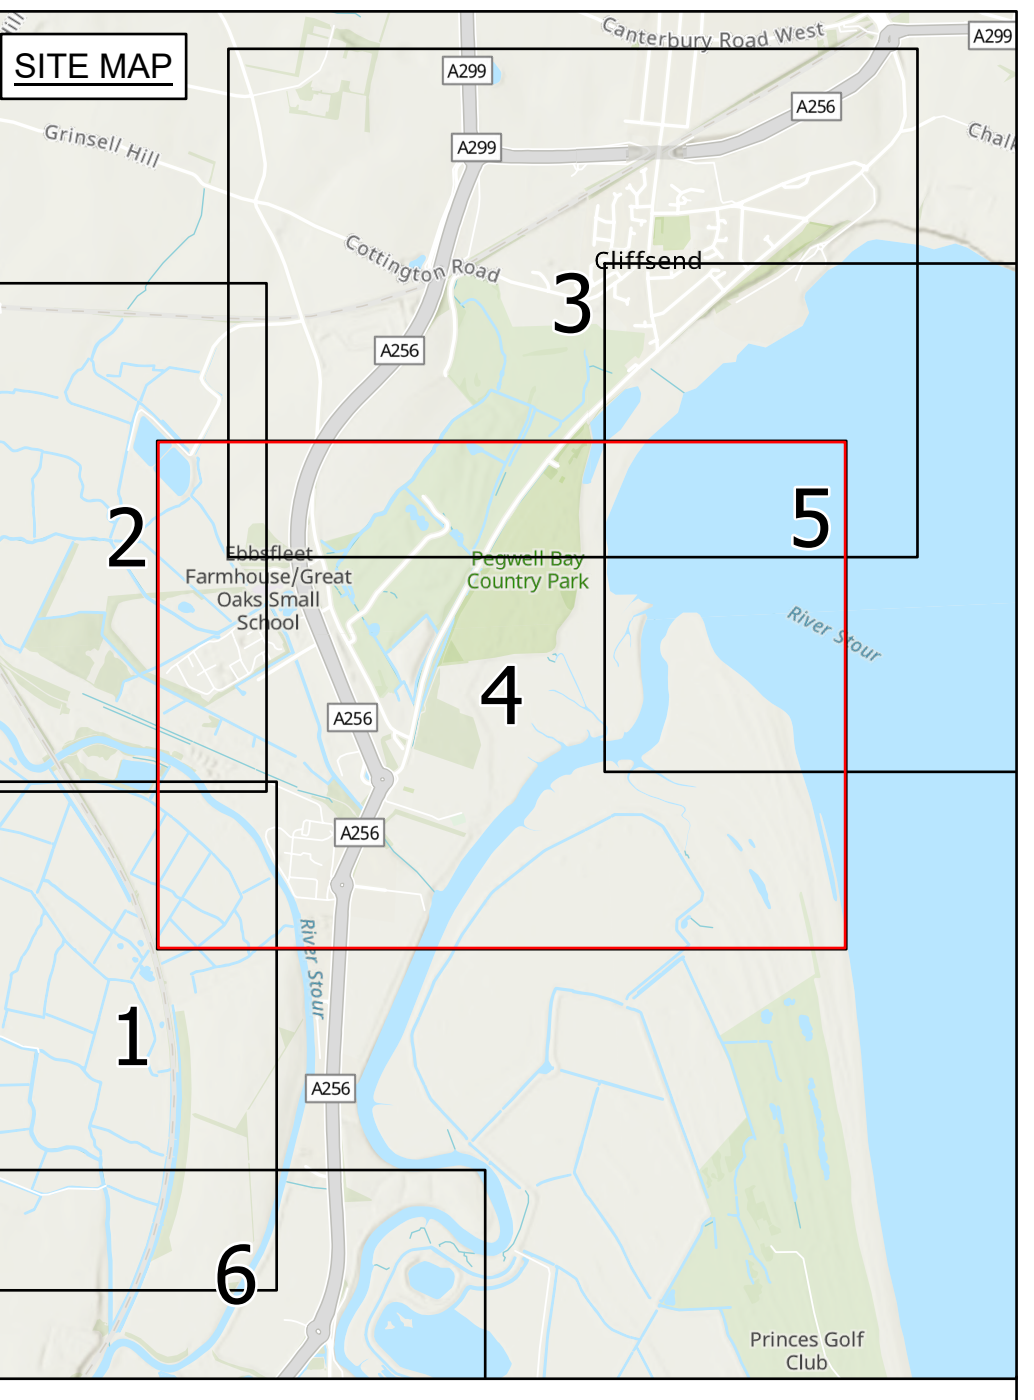 Canterbury Road West
A299
SITE MAP
A299
A256
Grinsell Hill
A299
Cottington Road
Cliffsend
3
A256
2
5
Ebbsfleet
Farmhouse/Great
Oaks Small
School
Pegwell Bay
Country Park
River Stour
4
A256
A256
River Stour
1
A256
6
Princes Golf
Club